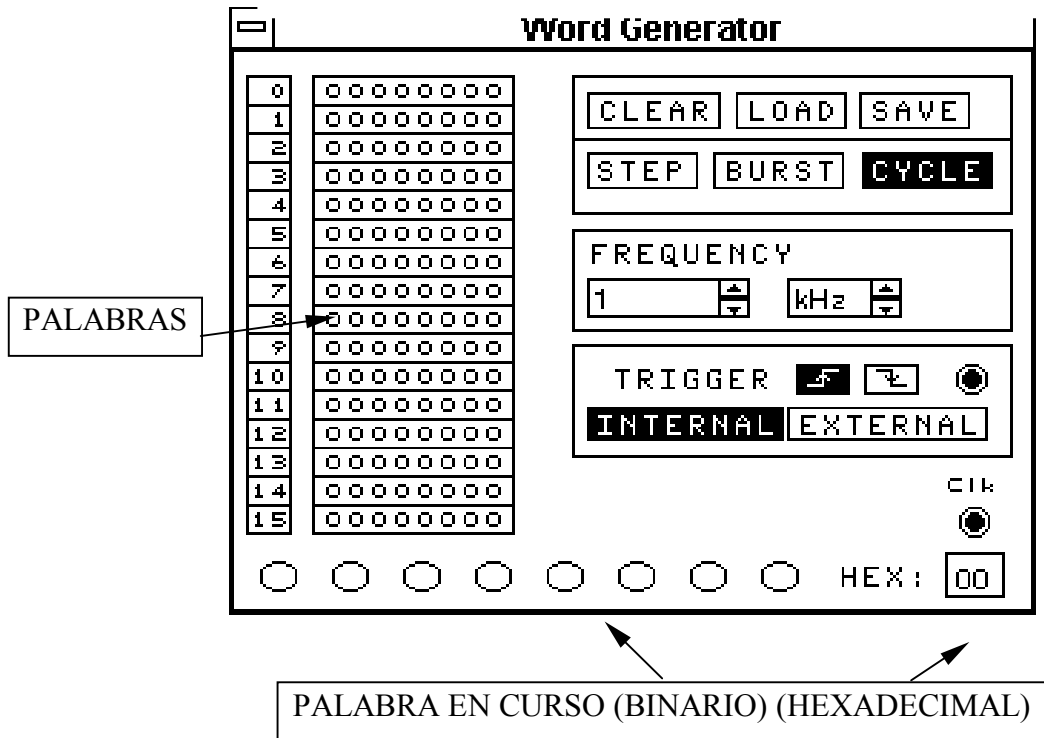 Word Generator
0 00000000
1 00000000
2 00000000
3 00000000
4 00000000
5 00000000
6 00000000
7 00000000
8 00000000
9 00000000
10 00000000
11 00000000
12 00000000
13 00000000
14 00000000
15 00000000
CLEAR LOAD SAVE
STEP BURST CYCLE
FREQUENCY
1 kHz
TRIGGER
INTERNAL EXTERNAL
Clk
HEX: 00
PALABRAS
PALABRA EN CURSO (BINARIO) (HEXADECIMAL)